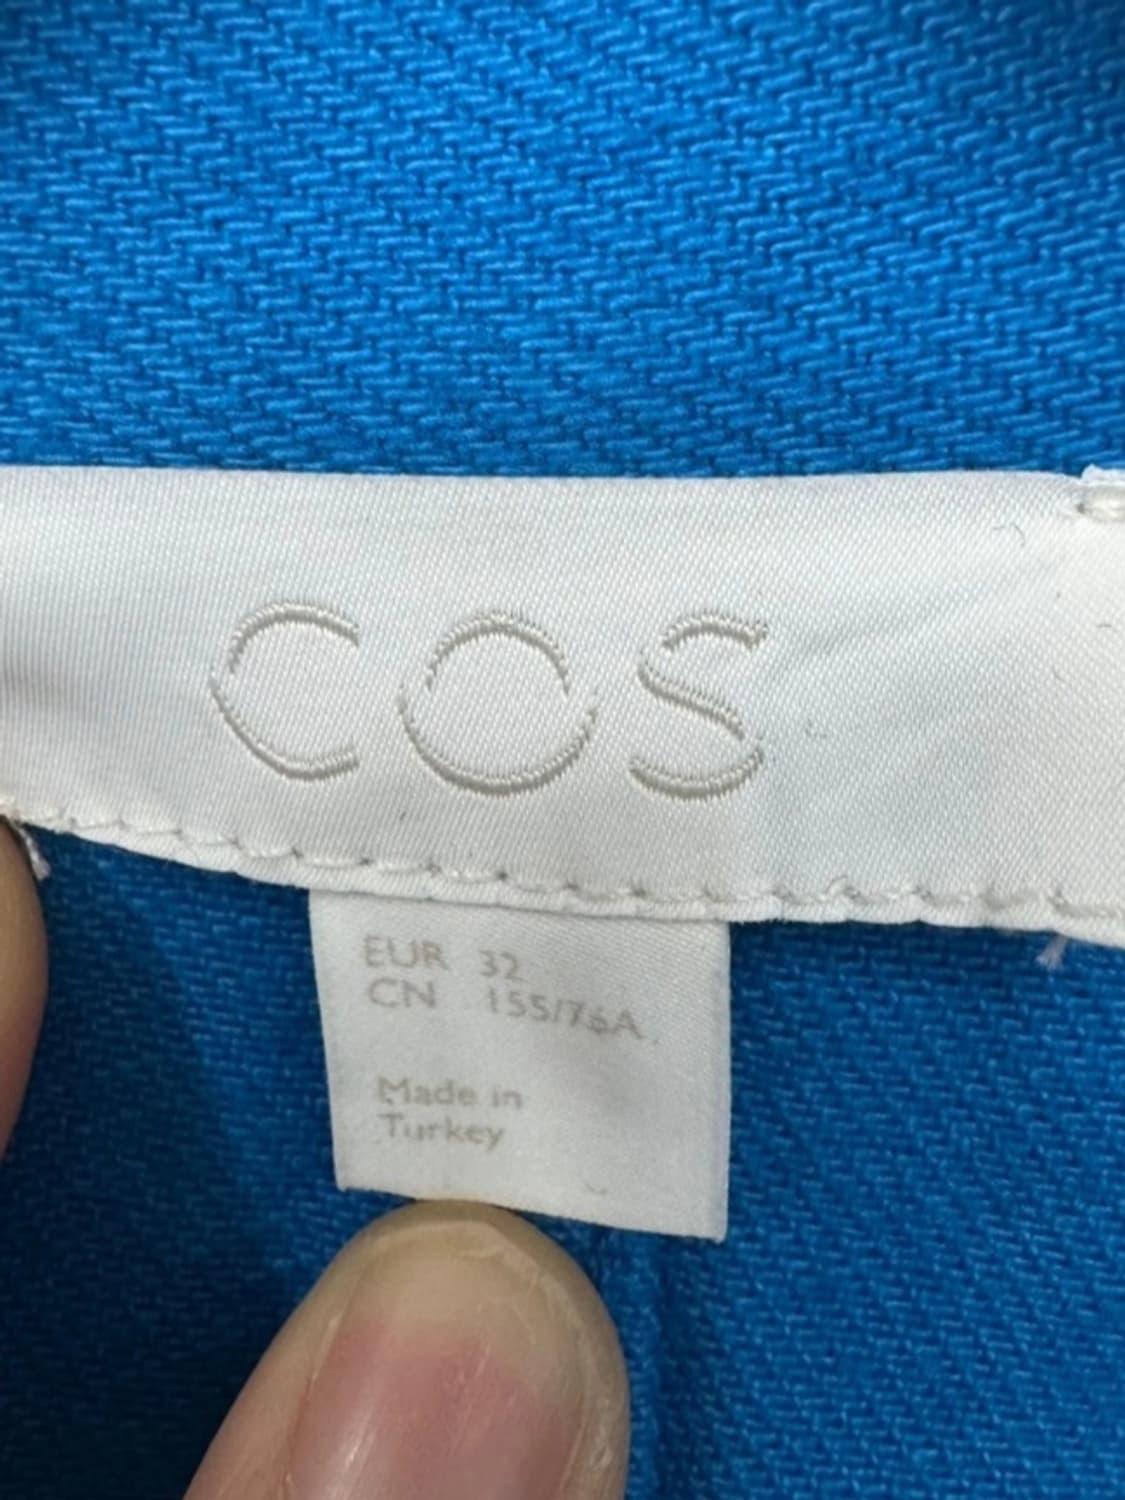 COS
EUR 32
CN 155/76A
Made in
Turkey